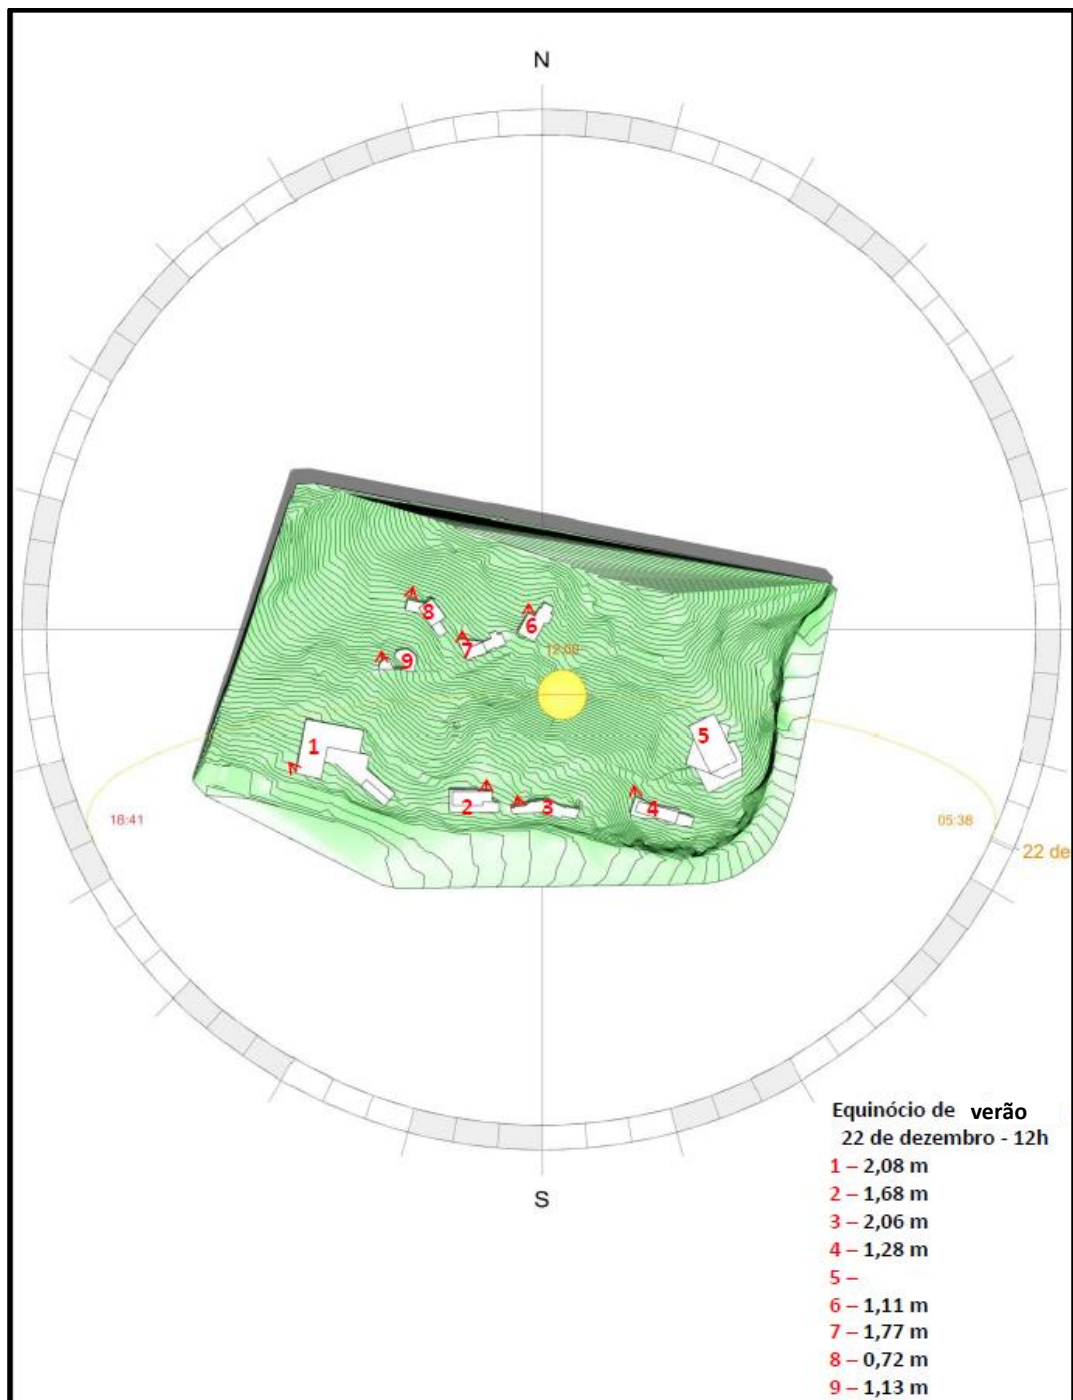 N
8
6
7
9
12:00
1
5
2
3
4
18:41
05:38
22 de
S
Equinócio de verão
22 de dezembro - 12h
1 – 2,08 m
2 – 1,68 m
3 – 2,06 m
4 – 1,28 m
5 –
6 – 1,11 m
7 – 1,77 m
8 – 0,72 m
9 – 1,13 m